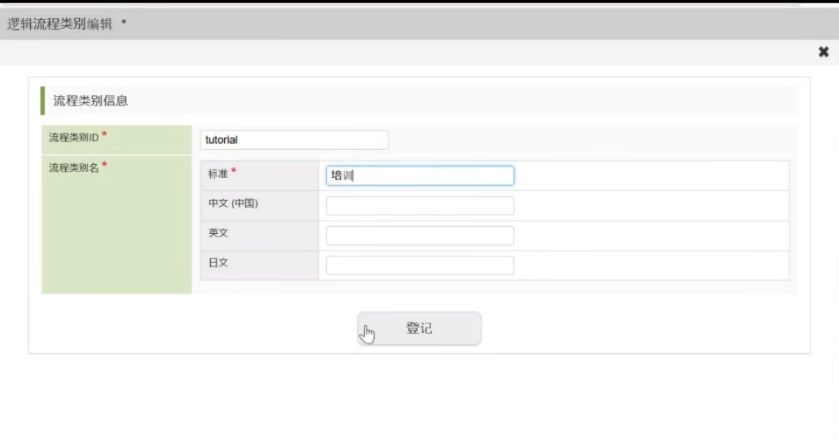 逻辑流程类别编辑 *
流程类别信息
流程类别ID * tutorial
流程类别名 * 标准 * 培训
中文 (中国)
英文
日文
登记